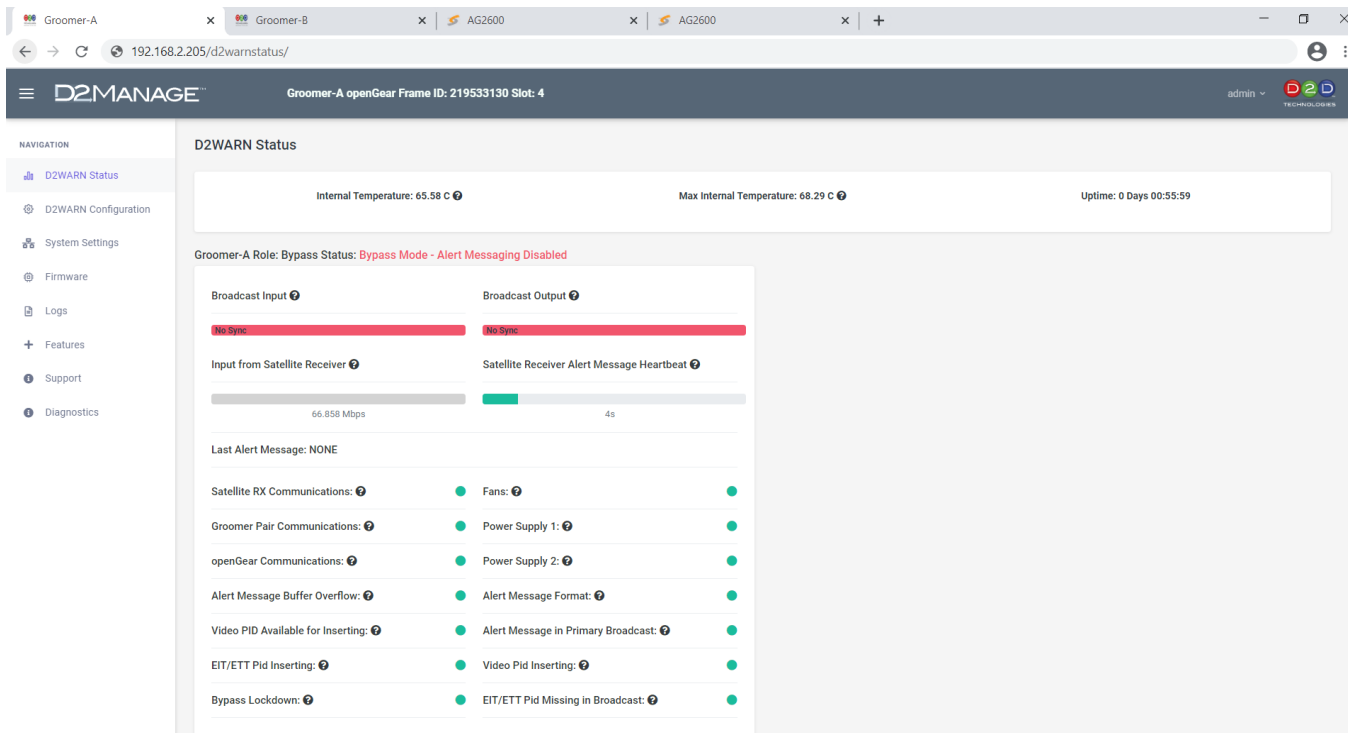 Groomer-A
Groomer-B
AG2600
AG2600
192.168.2.205/d2warnstatus/
D2MANAGE™
Groomer-A openGear Frame ID: 219533130 Slot: 4
admin
D2D
TECHNOLOGIES
NAVIGATION
D2WARN Status
D2WARN Configuration
System Settings
Firmware
Logs
Features
Support
Diagnostics
D2WARN Status
Internal Temperature: 65.58 C
Max Internal Temperature: 68.29 C
Uptime: 0 Days 00:55:59
Groomer-A Role: Bypass Status: Bypass Mode - Alert Messaging Disabled
Broadcast Input
Broadcast Output
No Sync
No Sync
Input from Satellite Receiver
Satellite Receiver Alert Message Heartbeat
66.858 Mbps
4s
Last Alert Message: NONE
Satellite RX Communications:
Fans:
Groomer Pair Communications:
Power Supply 1:
openGear Communications:
Power Supply 2:
Alert Message Buffer Overflow:
Alert Message Format:
Video PID Available for Inserting:
Alert Message in Primary Broadcast:
EIT/ETT Pid Inserting:
Video Pid Inserting:
Bypass Lockdown:
EIT/ETT Pid Missing in Broadcast: